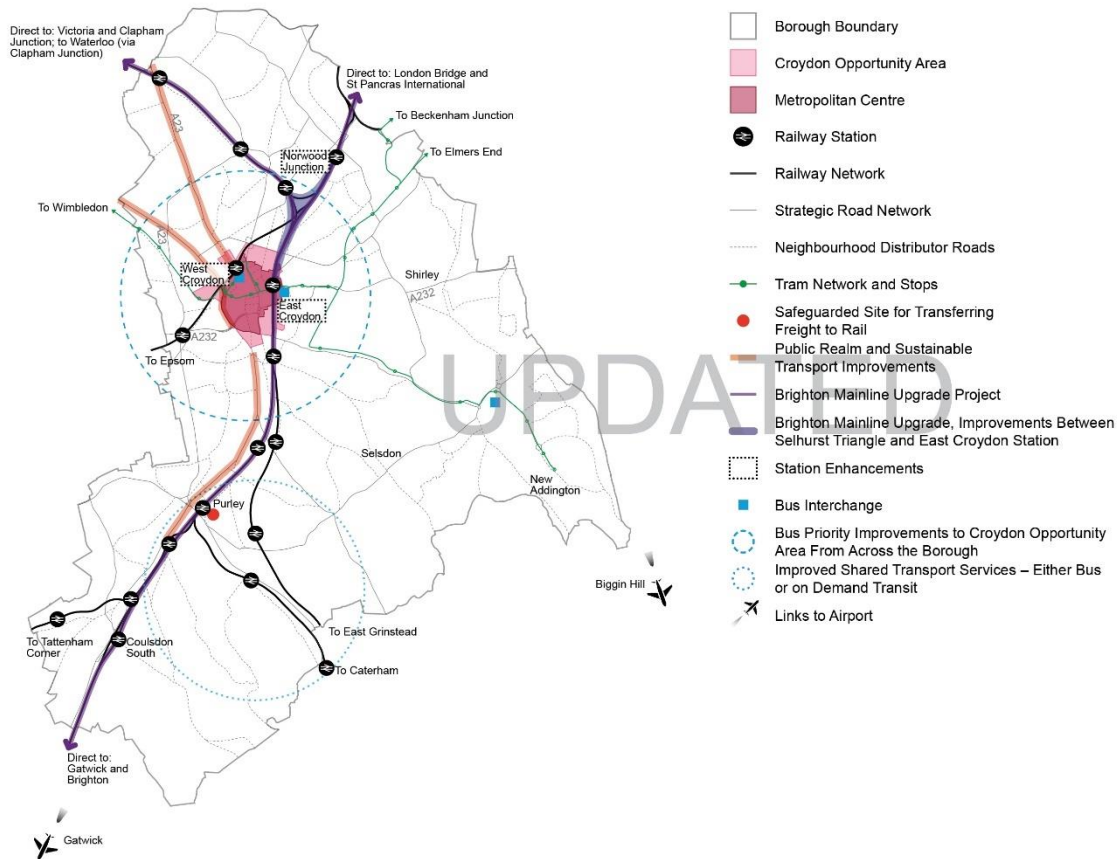 Direct to: Victoria and Clapham
Junction; to Waterloo (via
Clapham Junction)
Direct to: London Bridge and
St Pancras International
To Beckenham Junction
A23
Norwood
Junction
To Elmers End
To Wimbledon
A23
West
Croydon
Shirley
A232
East
Croydon
A232
To Epsom
UPDATED
Selsdon
New
Addington
Purley
Biggin Hill
To East Grinstead
To Tattenham
Corner
Coulsdon
South
To Caterham
Direct to:
Gatwick and
Brighton
Gatwick
Borough Boundary
Croydon Opportunity Area
Metropolitan Centre
Railway Station
Railway Network
Strategic Road Network
Neighbourhood Distributor Roads
Tram Network and Stops
Safeguarded Site for Transferring
Freight to Rail
Public Realm and Sustainable
Transport Improvements
Brighton Mainline Upgrade Project
Brighton Mainline Upgrade, Improvements Between
Selhurst Triangle and East Croydon Station
Station Enhancements
Bus Interchange
Bus Priority Improvements to Croydon Opportunity
Area From Across the Borough
Improved Shared Transport Services – Either Bus
or on Demand Transit
Links to Airport